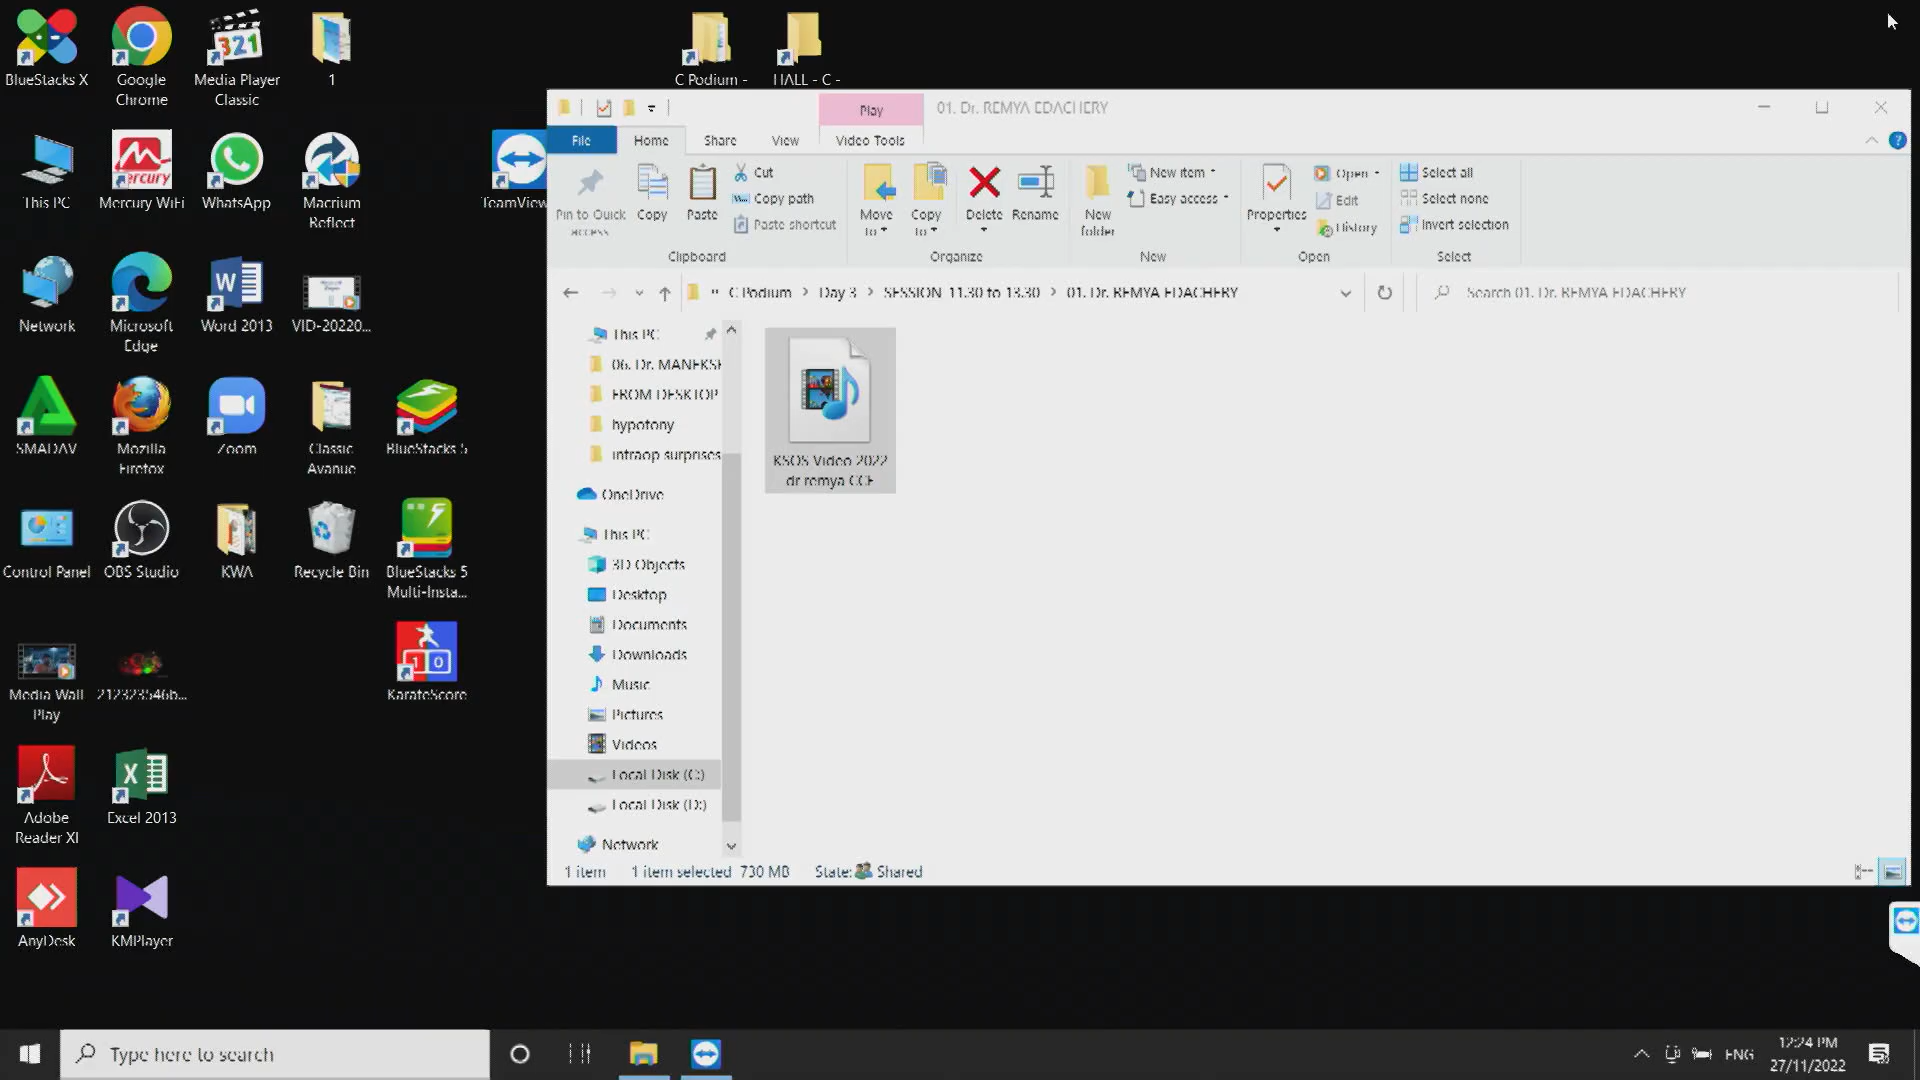 BlueStacks X
Google Chrome
Media Player Classic
1
C Podium -
HALL - C -
This PC
Mercury WiFi
WhatsApp
Macrium Reflect
TeamView
Network
Microsoft Edge
Word 2013
VID-20220...
SMADAV
Mozilla Firefox
Zoom
Classic Avanue
BlueStacks 5
Control Panel
OBS Studio
KWA
Recycle Bin
BlueStacks 5 Multi-Insta...
Media Wall Play
212323546b...
KarateScore
Adobe Reader XI
Excel 2013
AnyDesk
KMPlayer
Play
01. Dr. REMYA EDACHERY
File
Home
Share
View
Video Tools
Pin to Quick access
Copy
Paste
Cut
Copy path
Paste shortcut
Clipboard
Move to
Copy to
Delete
Rename
Organize
New folder
New item
Easy access
New
Properties
Open
Edit
History
Open
Select all
Select none
Invert selection
Select
C Podium > Day 3 > SESSION 11.30 to 13.30 > 01. Dr. REMYA EDACHERY
Search 01. Dr. REMYA EDACHERY
This PC
06. Dr. MANEKSH
FROM DESKTOP
hypotony
intraop surprises
OneDrive
This PC
3D Objects
Desktop
Documents
Downloads
Music
Pictures
Videos
Local Disk (C:)
Local Disk (D:)
Network
KSOS Video 2022
dr remya CCF
1 item
1 item selected 730 MB
State: Shared
Type here to search
ENG
12:24 PM
27/11/2022